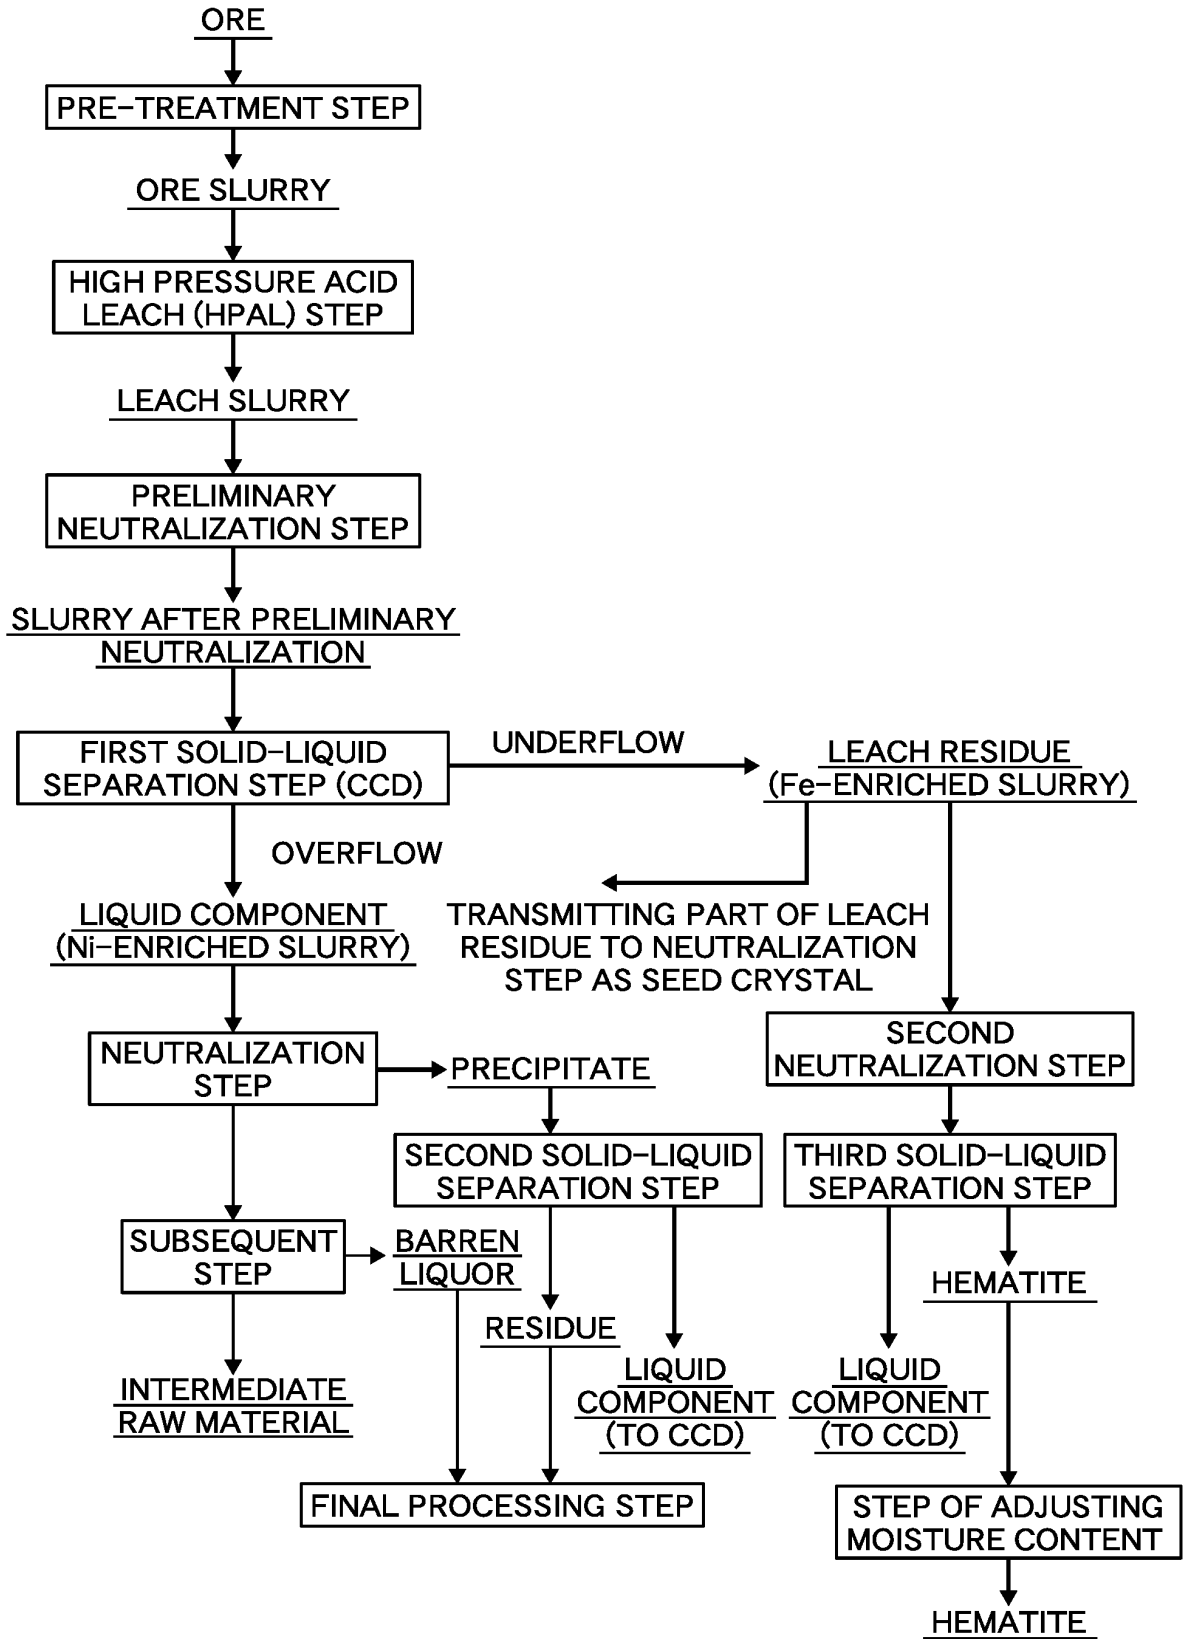 ORE
PRE-TREATMENT STEP
ORE SLURRY
HIGH PRESSURE ACID
LEACH (HPAL) STEP
LEACH SLURRY
PRELIMINARY
NEUTRALIZATION STEP
SLURRY AFTER PRELIMINARY
NEUTRALIZATION
FIRST SOLID-LIQUID
SEPARATION STEP (CCD)
UNDERFLOW
LEACH RESIDUE
(Fe-ENRICHED SLURRY)
OVERFLOW
LIQUID COMPONENT
(Ni-ENRICHED SLURRY)
TRANSMITTING PART OF LEACH
RESIDUE TO NEUTRALIZATION
STEP AS SEED CRYSTAL
NEUTRALIZATION
STEP
PRECIPITATE
SECOND
NEUTRALIZATION STEP
SECOND SOLID-LIQUID
SEPARATION STEP
THIRD SOLID-LIQUID
SEPARATION STEP
SUBSEQUENT
STEP
BARREN
LIQUOR
RESIDUE
HEMATITE
INTERMEDIATE
RAW MATERIAL
LIQUID
COMPONENT
(TO CCD)
LIQUID
COMPONENT
(TO CCD)
FINAL PROCESSING STEP
STEP OF ADJUSTING
MOISTURE CONTENT
HEMATITE